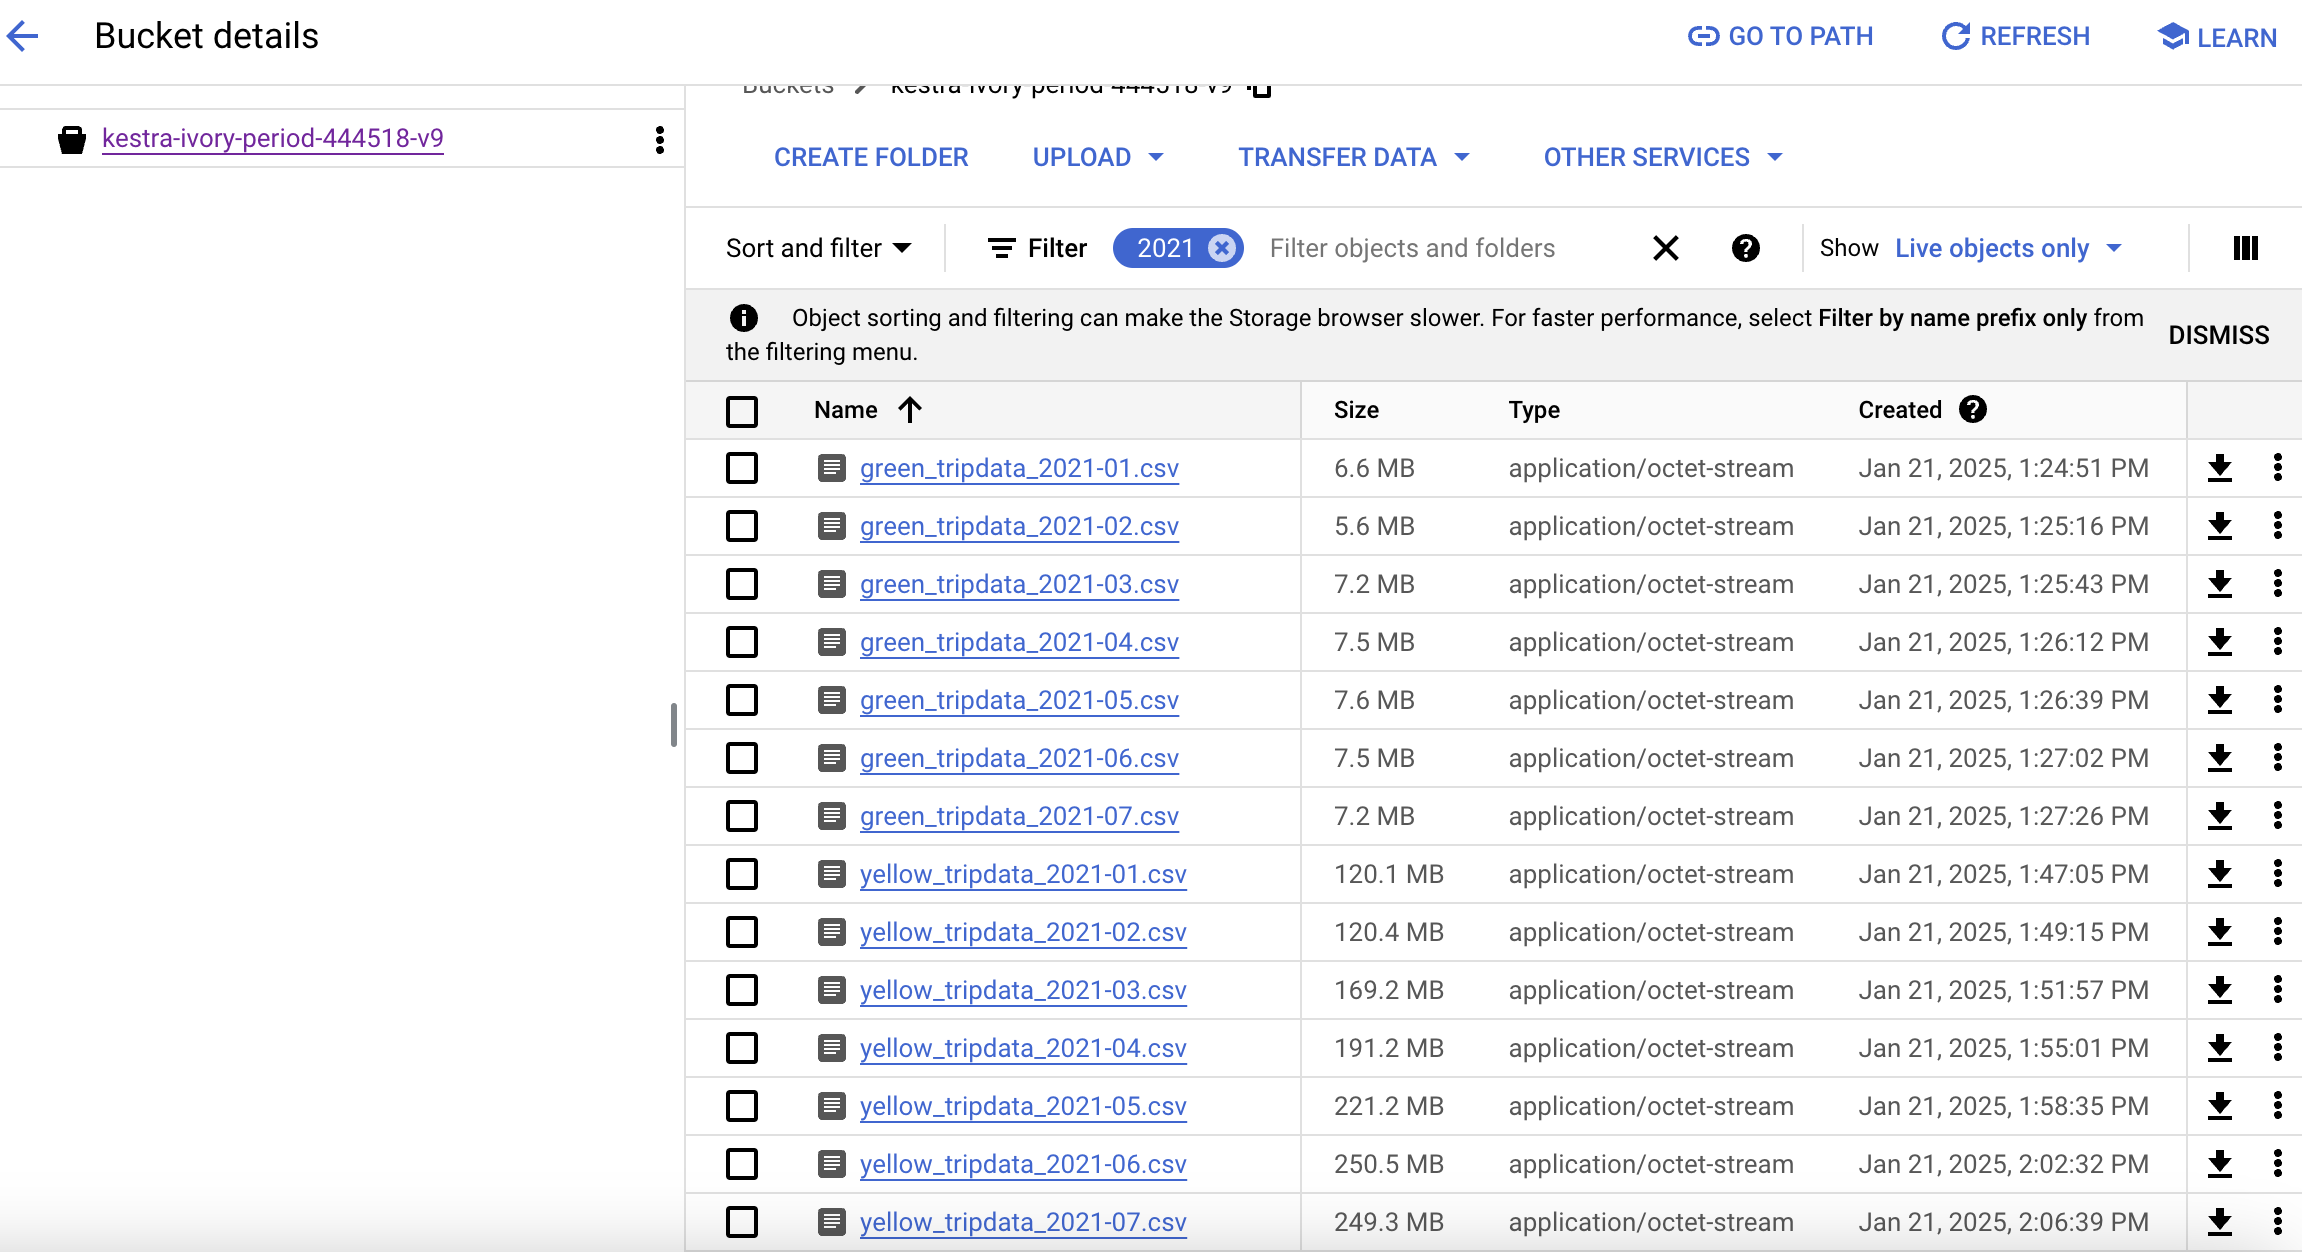 Bucket details
GO TO PATH
REFRESH
LEARN
kestra-ivory-period-444518-v9
Buckets
kestra-ivory-period-444518-v9
CREATE FOLDER
UPLOAD
TRANSFER DATA
OTHER SERVICES
Sort and filter
Filter
2021
Filter objects and folders
Show
Live objects only
Object sorting and filtering can make the Storage browser slower. For faster performance, select Filter by name prefix only from
the filtering menu.
DISMISS
Name Size Type Created
green_tripdata_2021-01.csv 6.6 MB application/octet-stream Jan 21, 2025, 1:24:51 PM
green_tripdata_2021-02.csv 5.6 MB application/octet-stream Jan 21, 2025, 1:25:16 PM
green_tripdata_2021-03.csv 7.2 MB application/octet-stream Jan 21, 2025, 1:25:43 PM
green_tripdata_2021-04.csv 7.5 MB application/octet-stream Jan 21, 2025, 1:26:12 PM
green_tripdata_2021-05.csv 7.6 MB application/octet-stream Jan 21, 2025, 1:26:39 PM
green_tripdata_2021-06.csv 7.5 MB application/octet-stream Jan 21, 2025, 1:27:02 PM
green_tripdata_2021-07.csv 7.2 MB application/octet-stream Jan 21, 2025, 1:27:26 PM
yellow_tripdata_2021-01.csv 120.1 MB application/octet-stream Jan 21, 2025, 1:47:05 PM
yellow_tripdata_2021-02.csv 120.4 MB application/octet-stream Jan 21, 2025, 1:49:15 PM
yellow_tripdata_2021-03.csv 169.2 MB application/octet-stream Jan 21, 2025, 1:51:57 PM
yellow_tripdata_2021-04.csv 191.2 MB application/octet-stream Jan 21, 2025, 1:55:01 PM
yellow_tripdata_2021-05.csv 221.2 MB application/octet-stream Jan 21, 2025, 1:58:35 PM
yellow_tripdata_2021-06.csv 250.5 MB application/octet-stream Jan 21, 2025, 2:02:32 PM
yellow_tripdata_2021-07.csv 249.3 MB application/octet-stream Jan 21, 2025, 2:06:39 PM